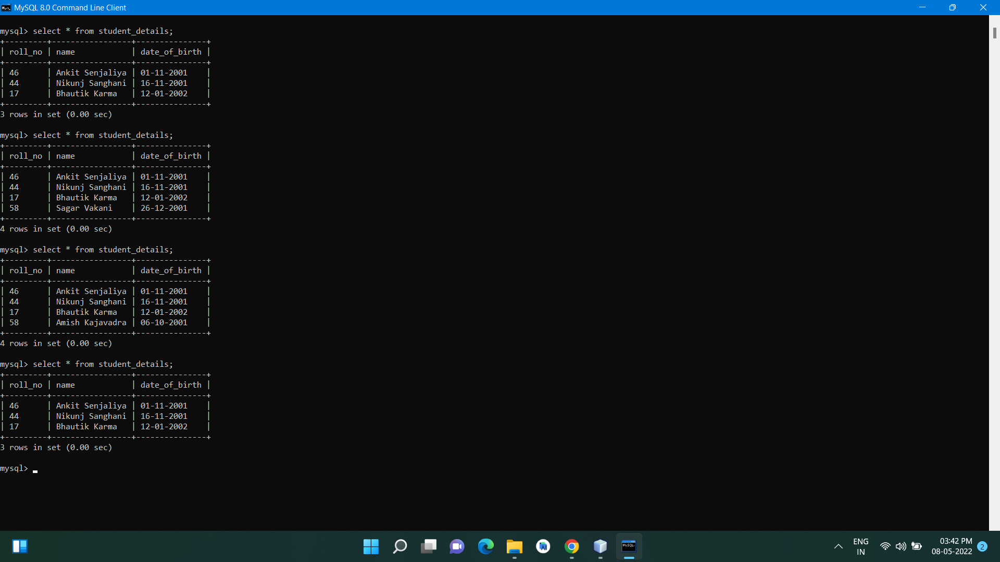 MySQL 8.0 Command Line Client
mysql> select * from student_details;
+---------+-----------------+---------------+
| roll_no | name            | date_of_birth |
+---------+-----------------+---------------+
| 46      | Ankit Senjaliya | 01-11-2001    |
| 44      | Nikunj Sanghani | 16-11-2001    |
| 17      | Bhautik Karma   | 12-01-2002    |
+---------+-----------------+---------------+
3 rows in set (0.00 sec)
mysql> select * from student_details;
+---------+-----------------+---------------+
| roll_no | name            | date_of_birth |
+---------+-----------------+---------------+
| 46      | Ankit Senjaliya | 01-11-2001    |
| 44      | Nikunj Sanghani | 16-11-2001    |
| 17      | Bhautik Karma   | 12-01-2002    |
| 58      | Sagar Vakani    | 26-12-2001    |
+---------+-----------------+---------------+
4 rows in set (0.00 sec)
mysql> select * from student_details;
+---------+-----------------+---------------+
| roll_no | name            | date_of_birth |
+---------+-----------------+---------------+
| 46      | Ankit Senjaliya | 01-11-2001    |
| 44      | Nikunj Sanghani | 16-11-2001    |
| 17      | Bhautik Karma   | 12-01-2002    |
| 58      | Amish Kajavadra | 06-10-2001    |
+---------+-----------------+---------------+
4 rows in set (0.00 sec)
mysql> select * from student_details;
+---------+-----------------+---------------+
| roll_no | name            | date_of_birth |
+---------+-----------------+---------------+
| 46      | Ankit Senjaliya | 01-11-2001    |
| 44      | Nikunj Sanghani | 16-11-2001    |
| 17      | Bhautik Karma   | 12-01-2002    |
+---------+-----------------+---------------+
3 rows in set (0.00 sec)
mysql> _
ENG
IN
03:42 PM
08-05-2022
2